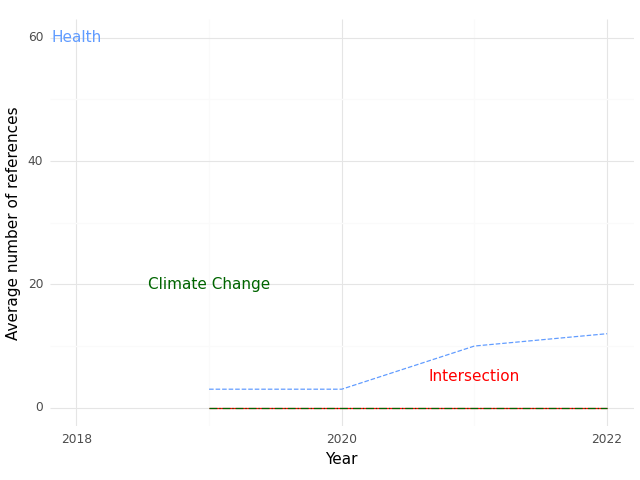 60
Health
40
Average number of references
Climate Change
20
Intersection
0
2018
2020
2022
Year